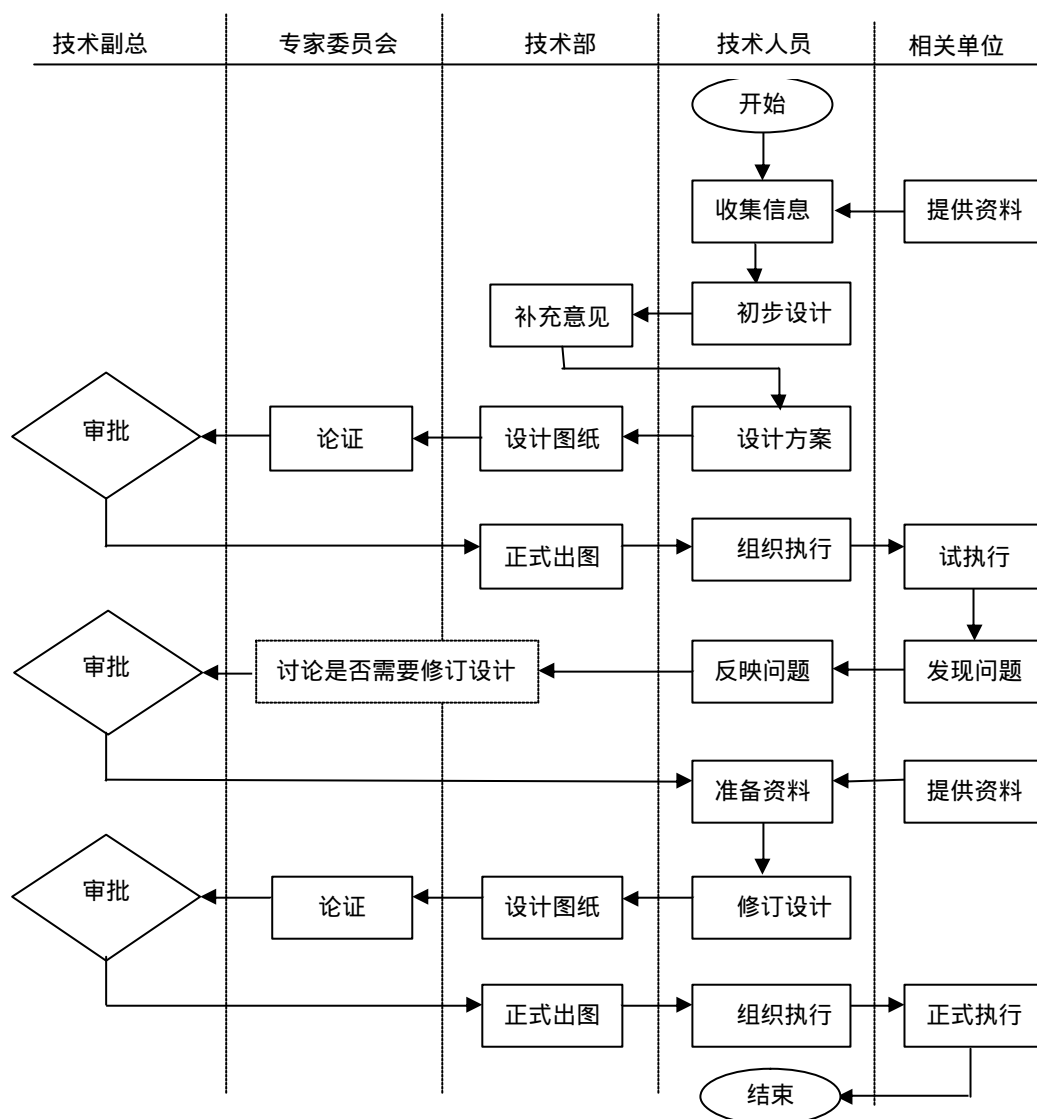 技术副总
专家委员会
技术部
技术人员
相关单位
开始
收集信息
提供资料
补充意见
初步设计
审批
论证
设计图纸
设计方案
正式出图
组织执行
试执行
审批
讨论是否需要修订设计
反映问题
发现问题
准备资料
提供资料
审批
论证
设计图纸
修订设计
正式出图
组织执行
正式执行
结束